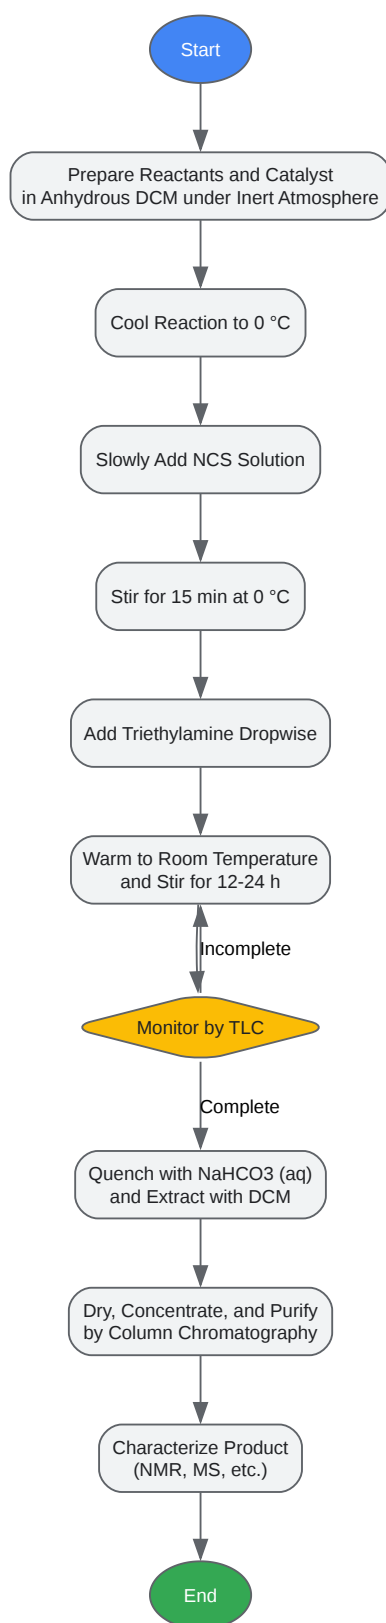 Start
Prepare Reactants and Catalyst
in Anhydrous DCM under Inert Atmosphere
Cool Reaction to 0 °C
Slowly Add NCS Solution
Stir for 15 min at 0 °C
Add Triethylamine Dropwise
Warm to Room Temperature
and Stir for 12-24 h
Incomplete
Monitor by TLC
Complete
Quench with NaHCO3 (aq)
and Extract with DCM
Dry, Concentrate, and Purify
by Column Chromatography
Characterize Product
(NMR, MS, etc.)
End